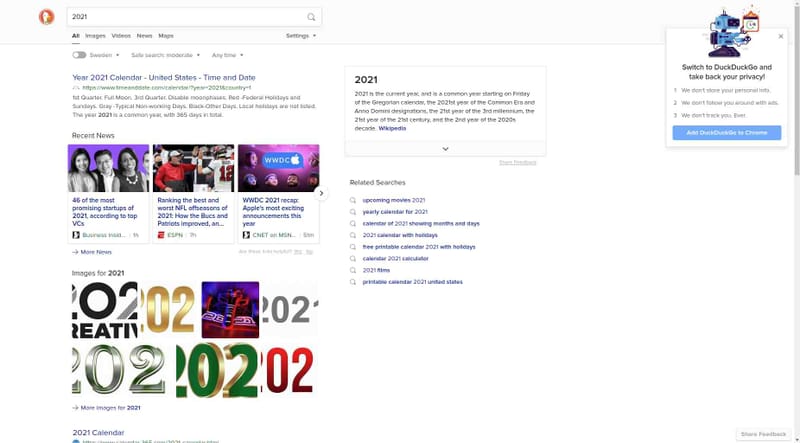 2021
All Images Videos News Maps Settings
Sweden Safe search: moderate Any time
Year 2021 Calendar - United States - Time and Date
https://www.timeanddate.com/calendar/?year=2021&country=1
1st Quarter. Full Moon. 3rd Quarter. Disable moonphases. Red -Federal Holidays and
Sundays. Gray -Typical Non-working Days. Black-Other Days. Local holidays are not listed.
The year 2021 is a common year, with 365 days in total.
Recent News
WWDC
46 of the most
promising startups of
2021, according to top
VCs
Business Insid... 1h
Ranking the best and
worst NFL offseasons of
2021: How the Bucs and
Patriots improved, an...
ESPN 7h
WWDC 2021 recap:
Apple's most exciting
announcements this
year
CNET on MSN... 51m
More News
Are these links helpful? Yes No
Images for 2021
202
REATIV
202
2021
202
202
202
More Images for 2021
2021 Calendar
2021
2021 is the current year, and is a common year starting on Friday
of the Gregorian calendar, the 2021st year of the Common Era and
Anno Domini designations, the 21st year of the 3rd millennium, the
21st year of the 21st century, and the 2nd year of the 2020s
decade. Wikipedia
Share Feedback
Related Searches
upcoming movies 2021
yearly calendar for 2021
calendar of 2021 showing months and days
2021 calendar with holidays
free printable calendar 2021 with holidays
calendar 2021 calculator
2021 films
printable calendar 2021 united states
Switch to DuckDuckGo and
take back your privacy!
1 We don't store your personal info.
2 We don't follow you around with ads.
3 We don't track you. Ever.
Add DuckDuckGo to Chrome
Share Feedback